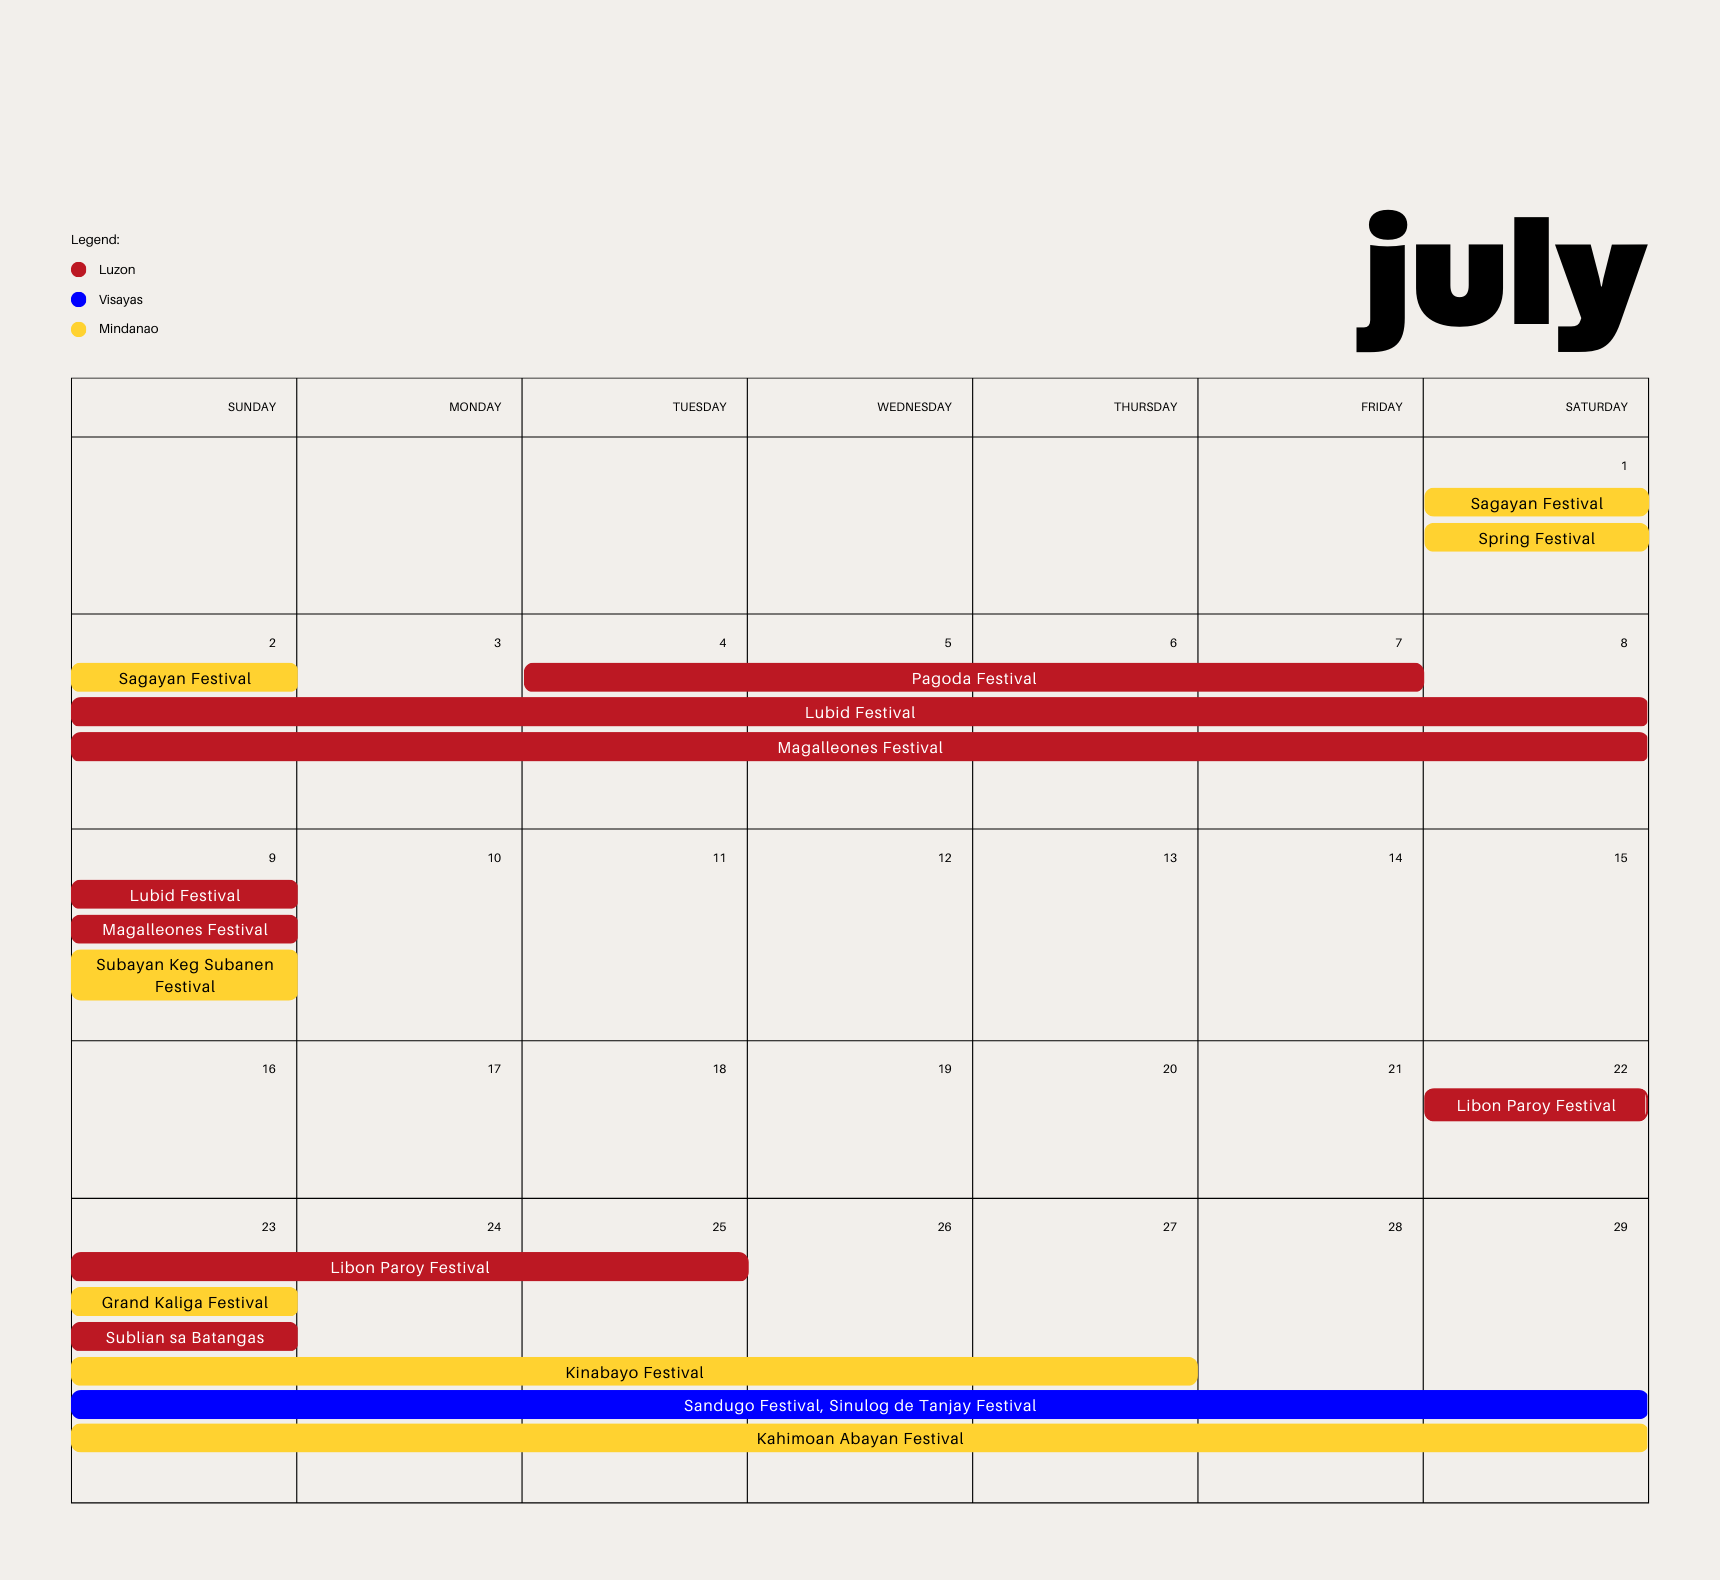 july
Legend:
Luzon
Visayas
Mindanao
SUNDAY MONDAY TUESDAY WEDNESDAY THURSDAY FRIDAY SATURDAY
1
Sagayan Festival
Spring Festival
2 3 4 5 6 7 8
Sagayan Festival Pagoda Festival
Lubid Festival
Magalleones Festival
9 10 11 12 13 14 15
Lubid Festival
Magalleones Festival
Subayan Keg Subanen
Festival
16 17 18 19 20 21 22
Libon Paroy Festival
23 24 25 26 27 28 29
Libon Paroy Festival
Grand Kaliga Festival
Sublian sa Batangas
Kinabayo Festival
Sandugo Festival, Sinulog de Tanjay Festival
Kahimoan Abayan Festival